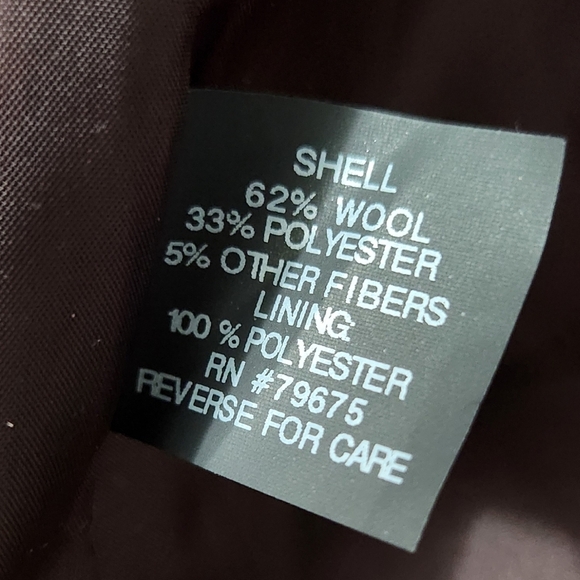 SHELL
62% WOOL
33% POLYESTER
5% OTHER FIBERS
LINING:
100 % POLYESTER
RN #79675
REVERSE FOR CARE